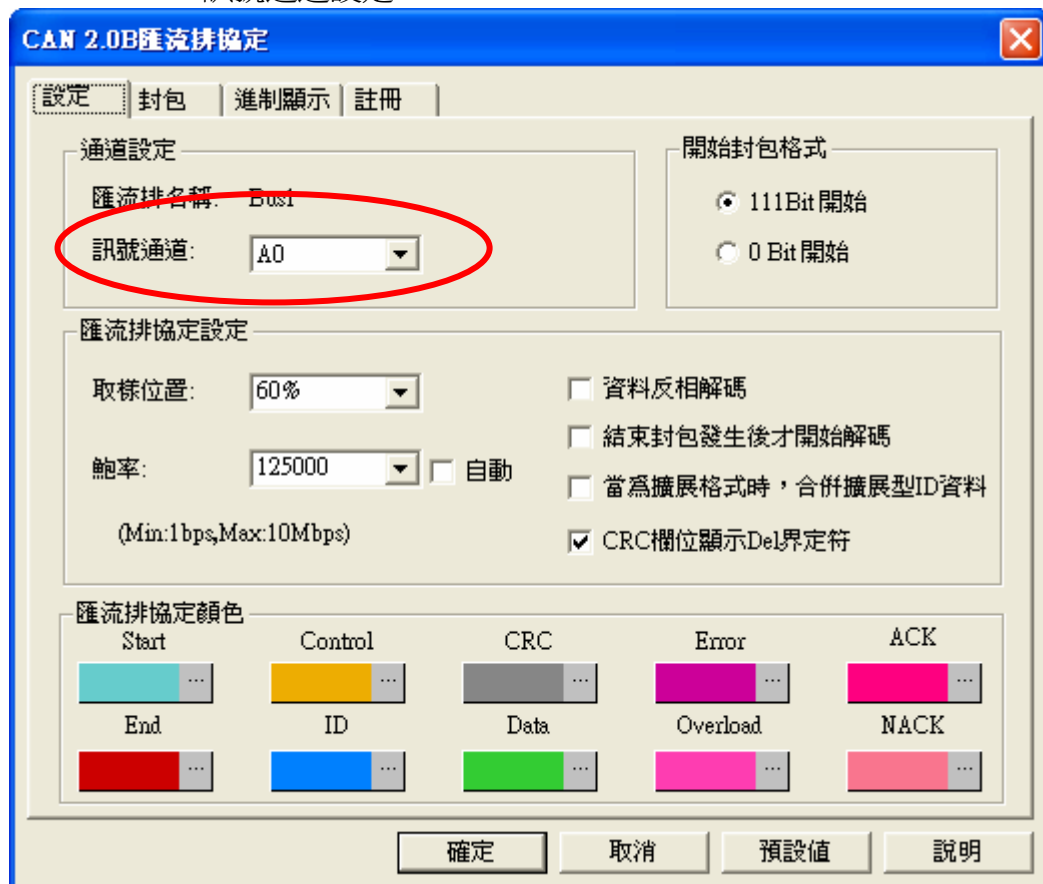 CAN 2.0B匯流排協定
設定 封包 進制顯示 註冊
通道設定
匯流排名稱: Bus1
訊號通道: A0
開始封包格式
111Bit 開始
0 Bit 開始
匯流排協定設定
取樣位置: 60%
鮑率: 125000 自動
(Min:1bps,Max:10Mbps)
資料反相解碼
結束封包發生後才開始解碼
當為擴展格式時,合併擴展型ID資料
CRC欄位顯示Del界定符
匯流排協定顏色
Start Control CRC Error ACK
... ... ... ... ...
End ID Data Overload NACK
... ... ... ... ...
確定 取消 預設值 說明